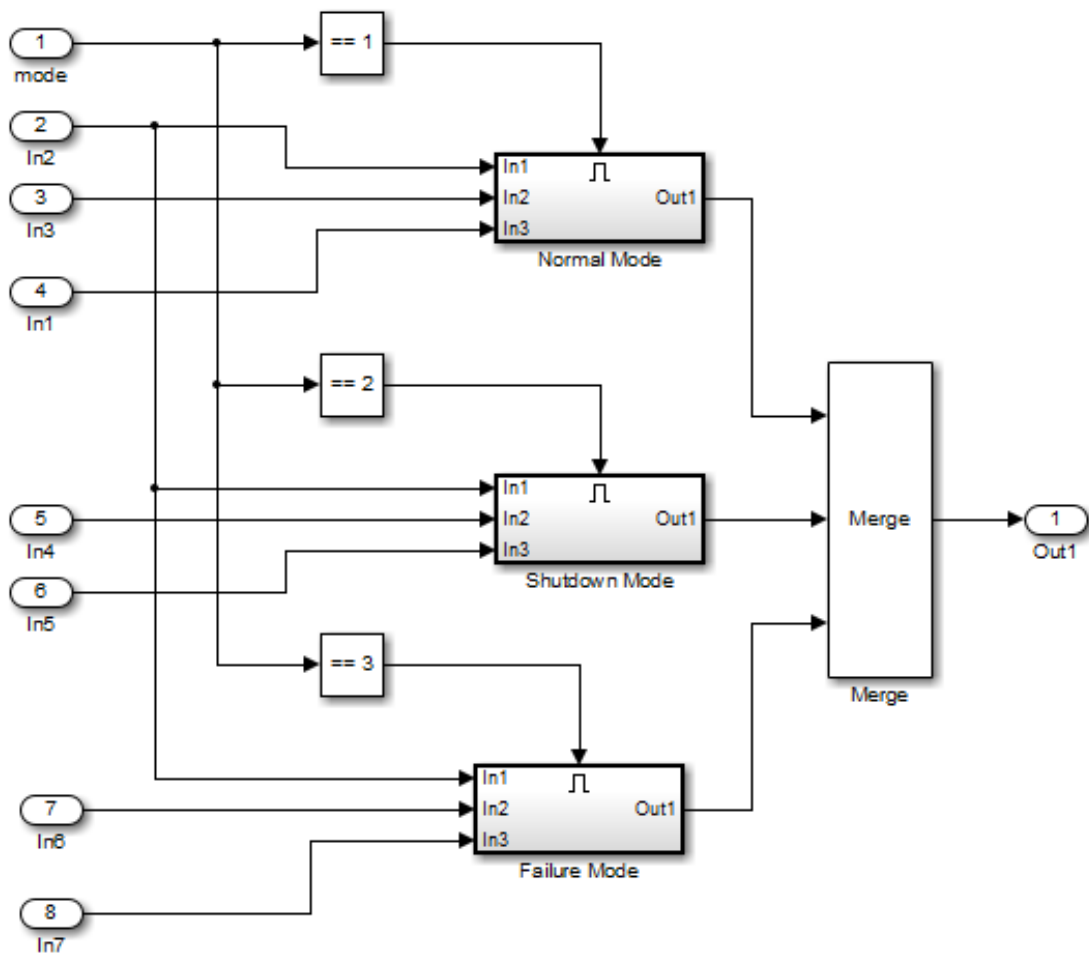 1
mode
== 1
2
In2
3
In3
4
In1
In1
In2
In3
Out1
Normal Mode
== 2
5
In4
6
In5
In1
In2
In3
Out1
Shutdown Mode
== 3
7
In6
8
In7
In1
In2
In3
Out1
Failure Mode
Merge
Merge
1
Out1